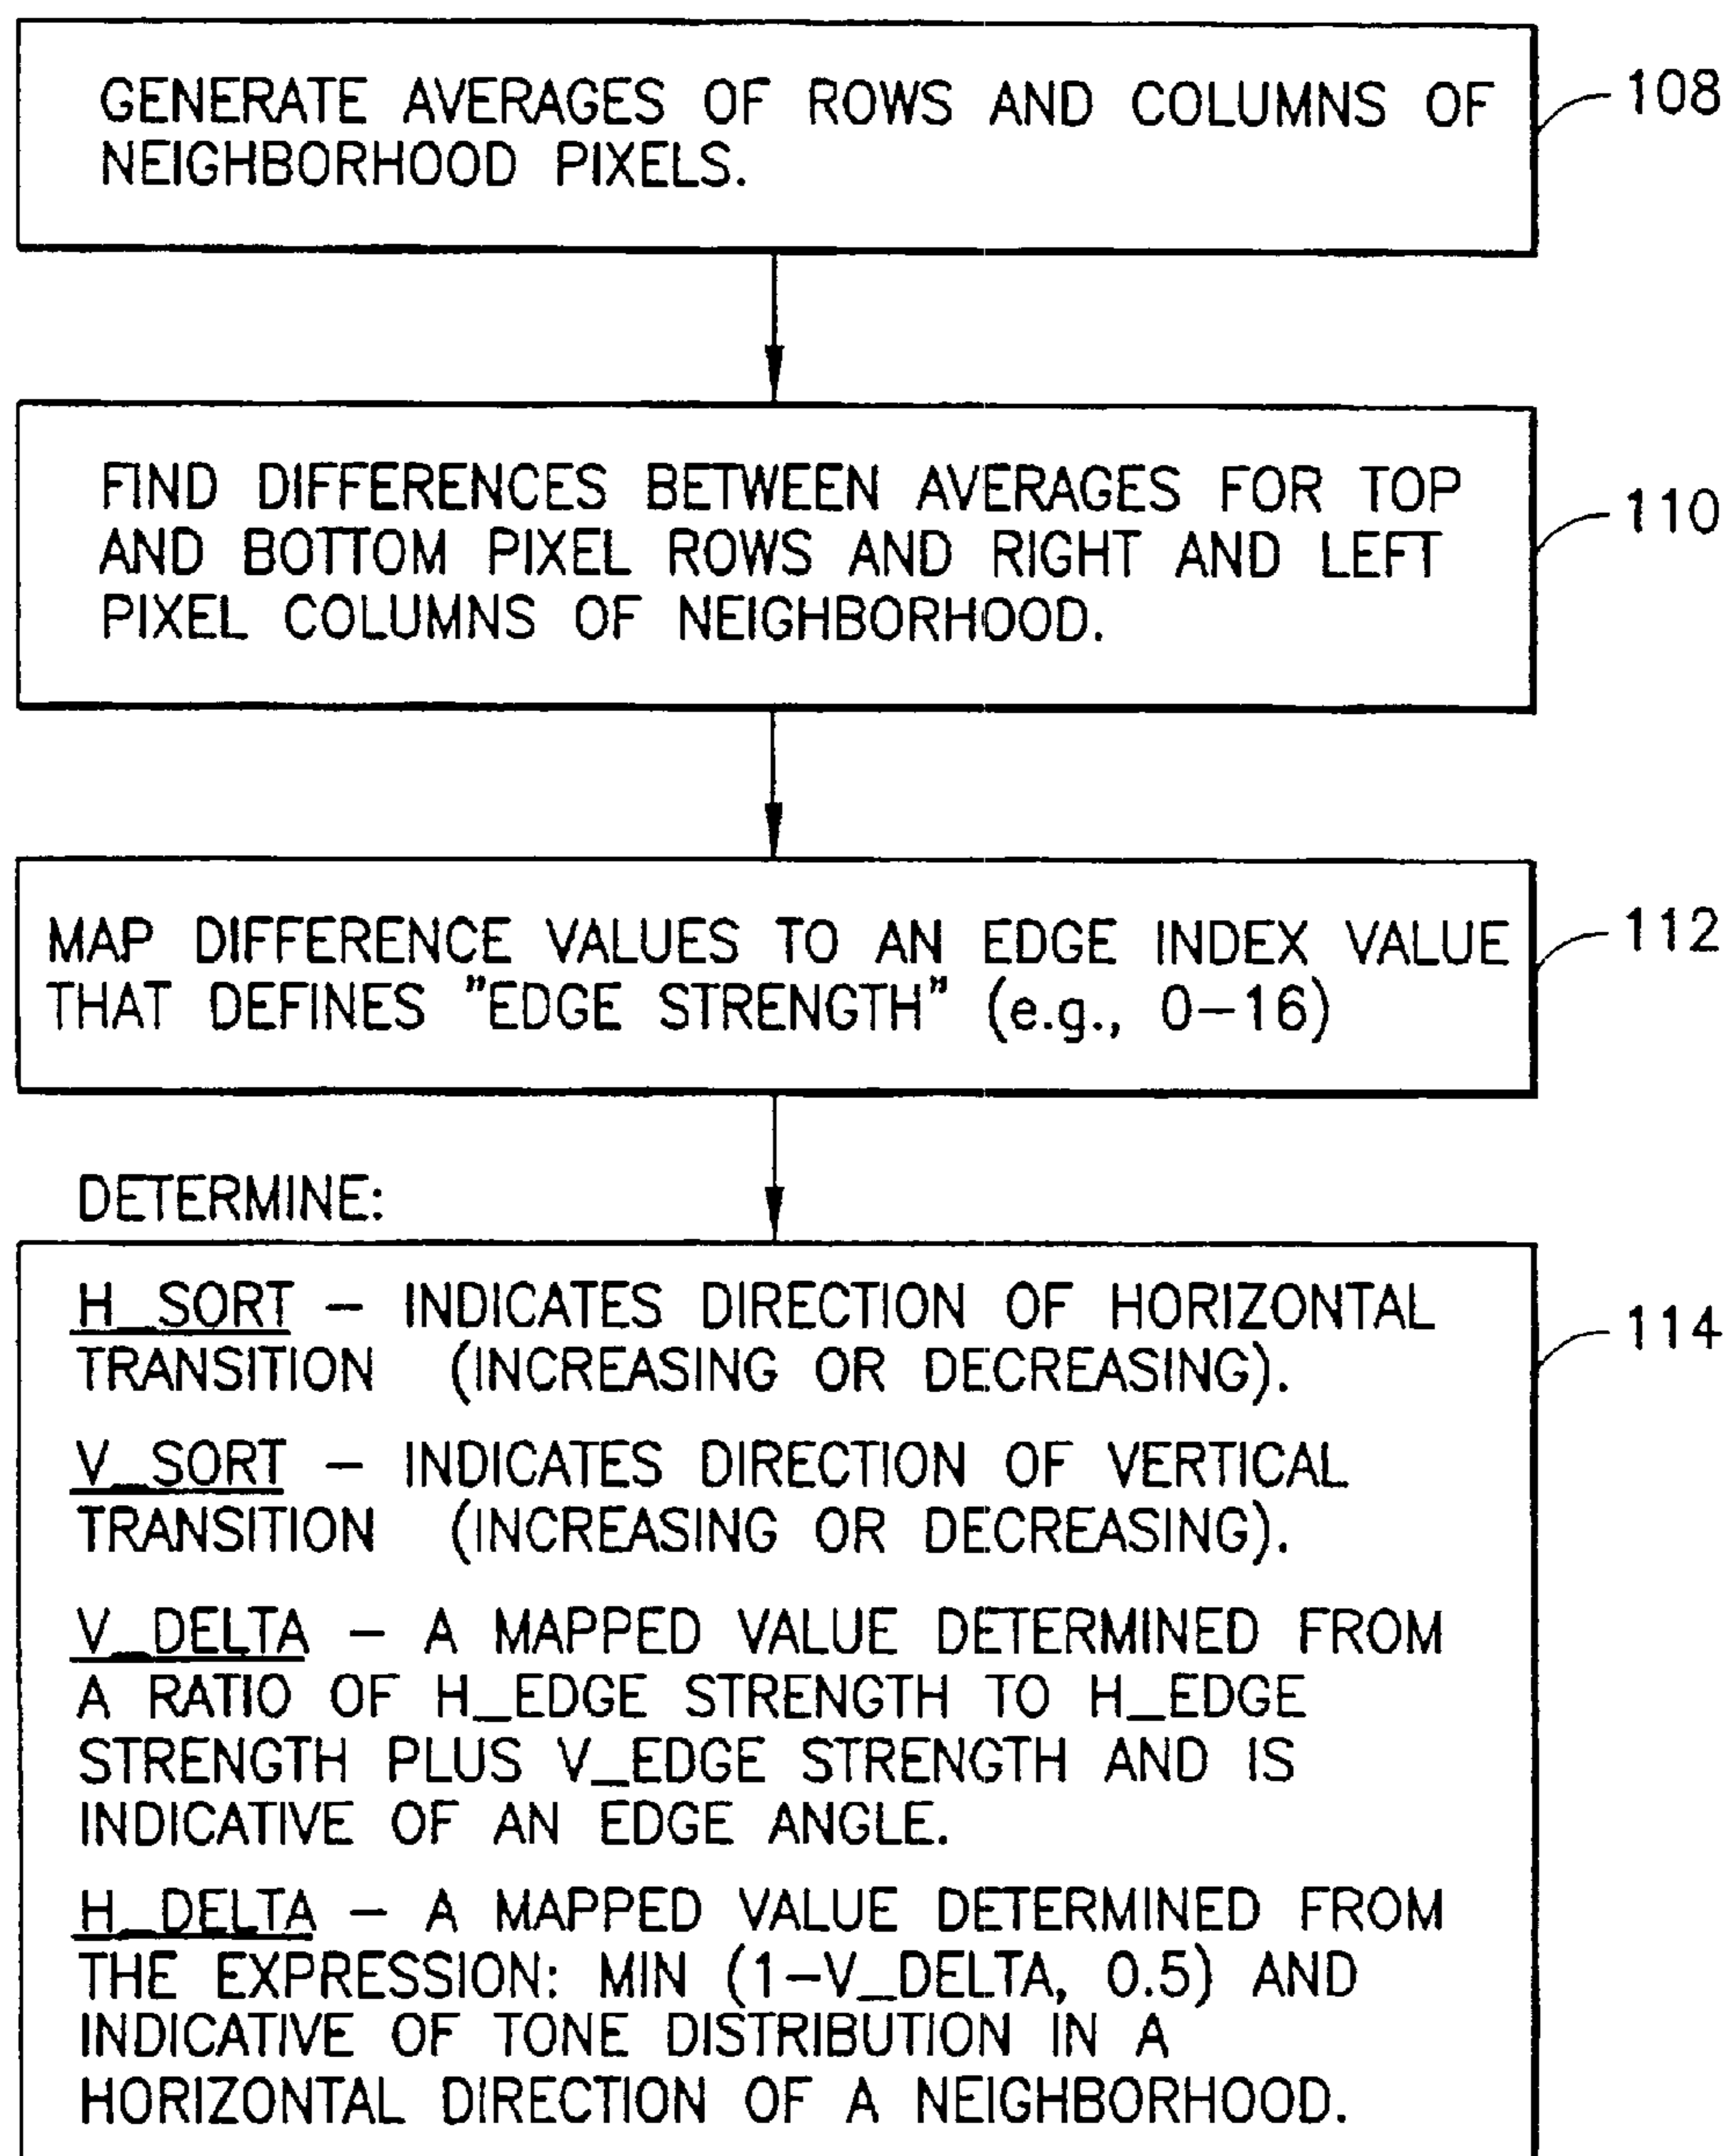 GENERATE AVERAGES OF ROWS AND COLUMNS OF
NEIGHBORHOOD PIXELS.
108
FIND DIFFERENCES BETWEEN AVERAGES FOR TOP
AND BOTTOM PIXEL ROWS AND RIGHT AND LEFT
PIXEL COLUMNS OF NEIGHBORHOOD.
110
MAP DIFFERENCE VALUES TO AN EDGE INDEX VALUE
THAT DEFINES "EDGE STRENGTH" (e.g., 0–16)
112
DETERMINE:
H_SORT – INDICATES DIRECTION OF HORIZONTAL
TRANSITION (INCREASING OR DECREASING).
114
V_SORT – INDICATES DIRECTION OF VERTICAL
TRANSITION (INCREASING OR DECREASING).
V_DELTA – A MAPPED VALUE DETERMINED FROM
A RATIO OF H_EDGE STRENGTH TO H_EDGE
STRENGTH PLUS V_EDGE STRENGTH AND IS
INDICATIVE OF AN EDGE ANGLE.
H_DELTA – A MAPPED VALUE DETERMINED FROM
THE EXPRESSION: MIN (1–V_DELTA, 0.5) AND
INDICATIVE OF TONE DISTRIBUTION IN A
HORIZONTAL DIRECTION OF A NEIGHBORHOOD.